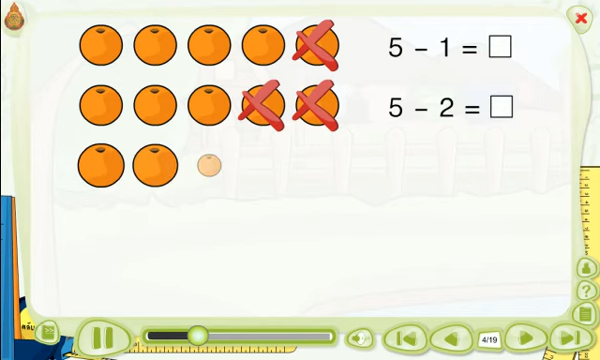 5 - 1 = □
5 - 2 = □
4/19